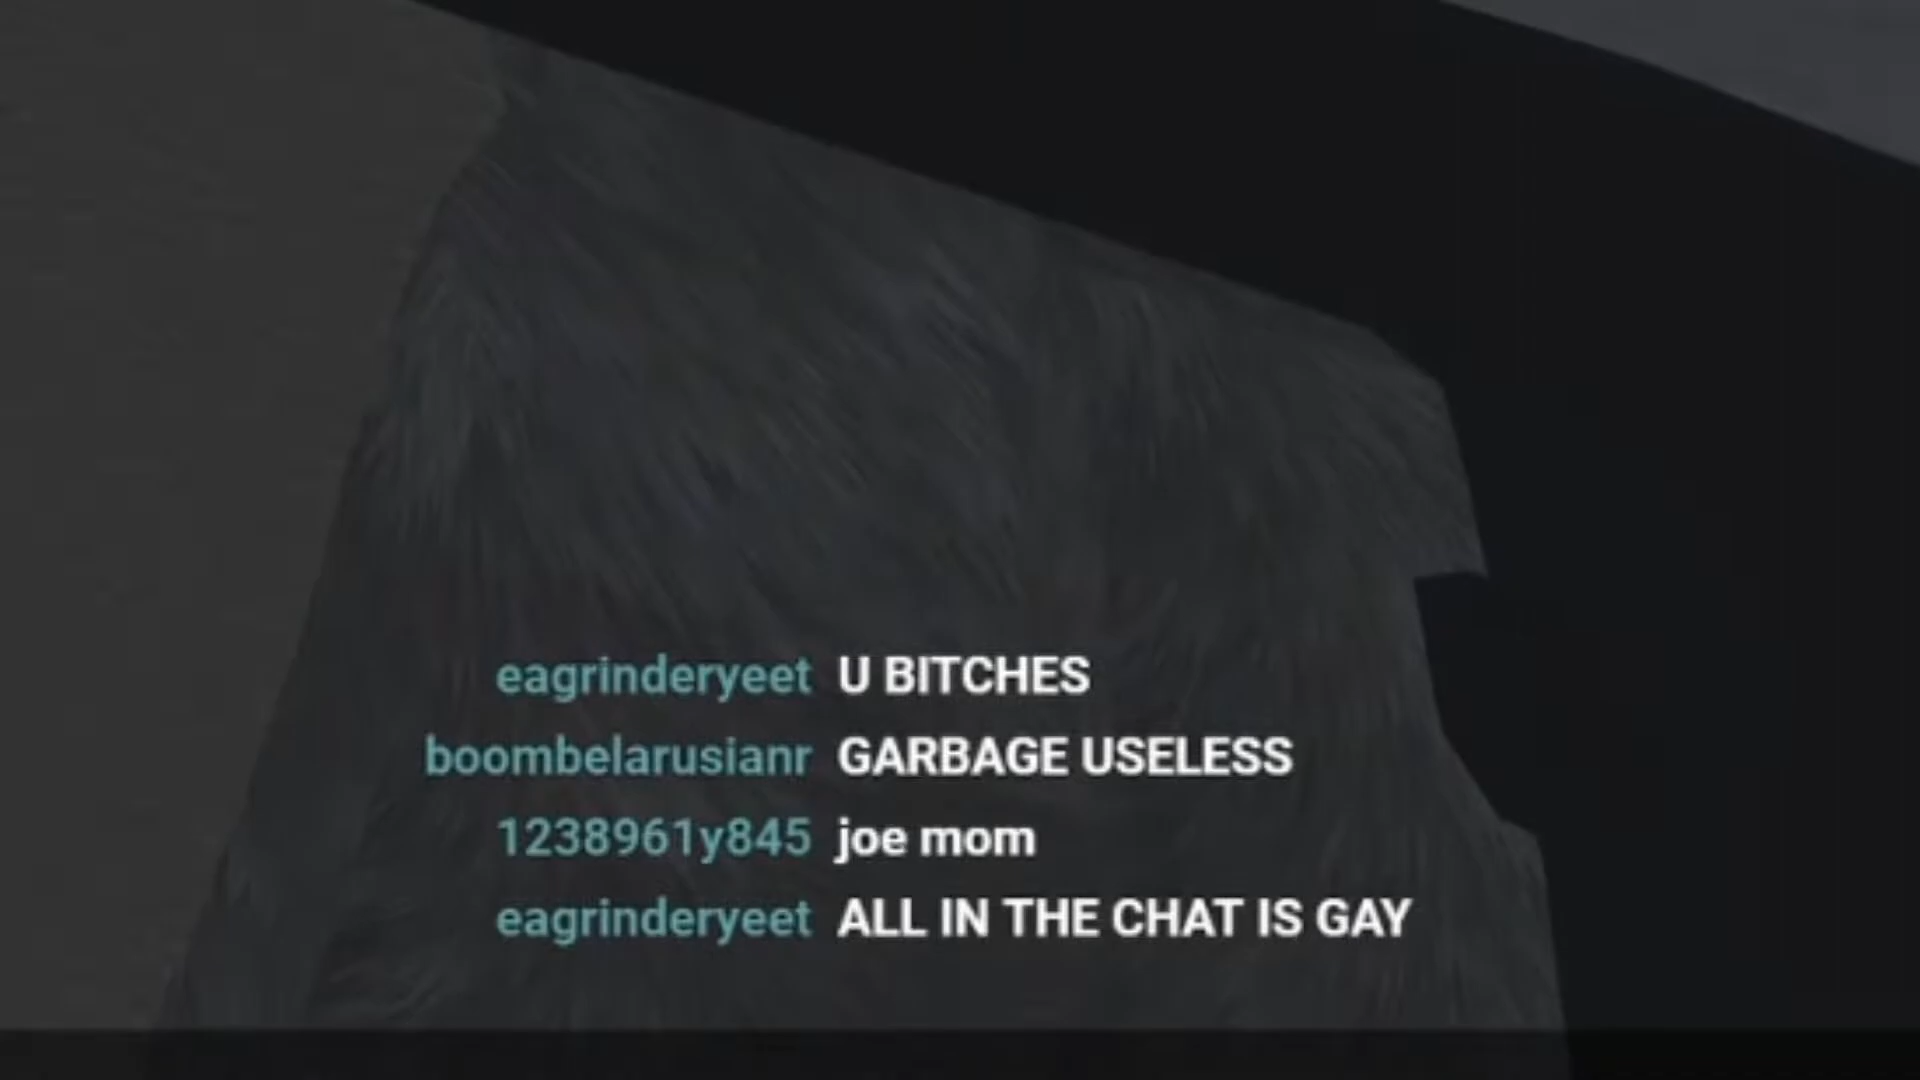 eagrinderyeet U BITCHES
boombelarusianr GARBAGE USELESS
1238961y845 joe mom
eagrinderyeet ALL IN THE CHAT IS GAY